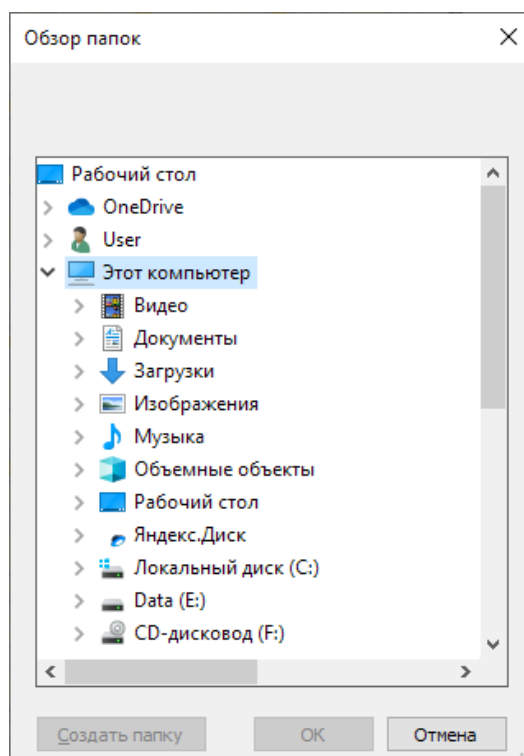 Обзор папок
Рабочий стол
OneDrive
User
Этот компьютер
Видео
Документы
Загрузки
Изображения
Музыка
Объемные объекты
Рабочий стол
Яндекс.Диск
Локальный диск (C:)
Data (E:)
CD-дисковод (F:)
Создать папку ОК Отмена